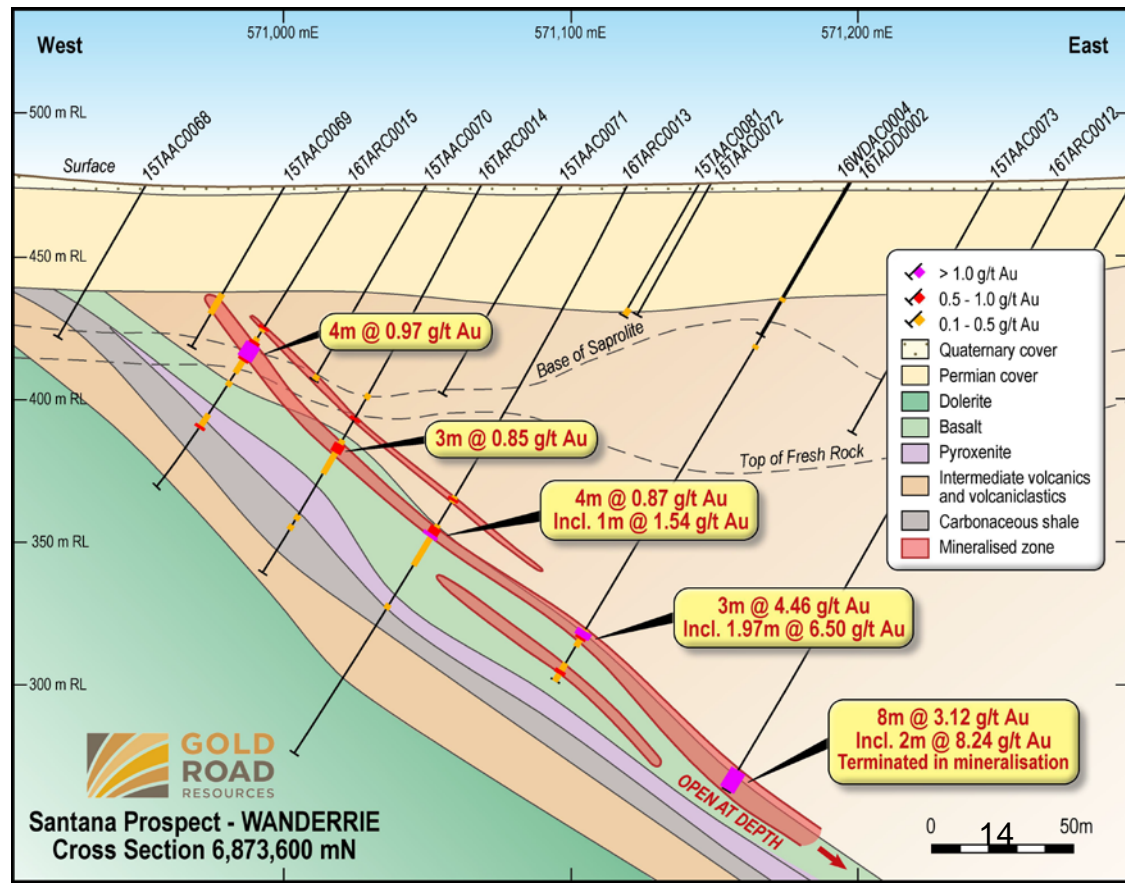 571,000 mE
571,100 mE
571,200 mE
West
East
500 m RL
450 m RL
400 m RL
350 m RL
300 m RL
Surface
15TAAC0068
15TAAC0069
16TARC0015
15TAAC0070
16TARC0014
15TAAC0071
16TARC0013
15TAAC0081
15TAAC0072
16WDAC0004
16TADD0002
15TAAC0073
16TARC0012
> 1.0 g/t Au
0.5 - 1.0 g/t Au
0.1 - 0.5 g/t Au
Quaternary cover
Permian cover
Dolerite
Basalt
Pyroxenite
Intermediate volcanics
and volcaniclastics
Carbonaceous shale
Mineralised zone
4m @ 0.97 g/t Au
Base of Saprolite
3m @ 0.85 g/t Au
Top of Fresh Rock
4m @ 0.87 g/t Au
Incl. 1m @ 1.54 g/t Au
3m @ 4.46 g/t Au
Incl. 1.97m @ 6.50 g/t Au
8m @ 3.12 g/t Au
Incl. 2m @ 8.24 g/t Au
Terminated in mineralisation
OPEN AT DEPTH
GOLD
ROAD
RESOURCES
Santana Prospect - WANDERRIE
Cross Section 6,873,600 mN
0
14
50m